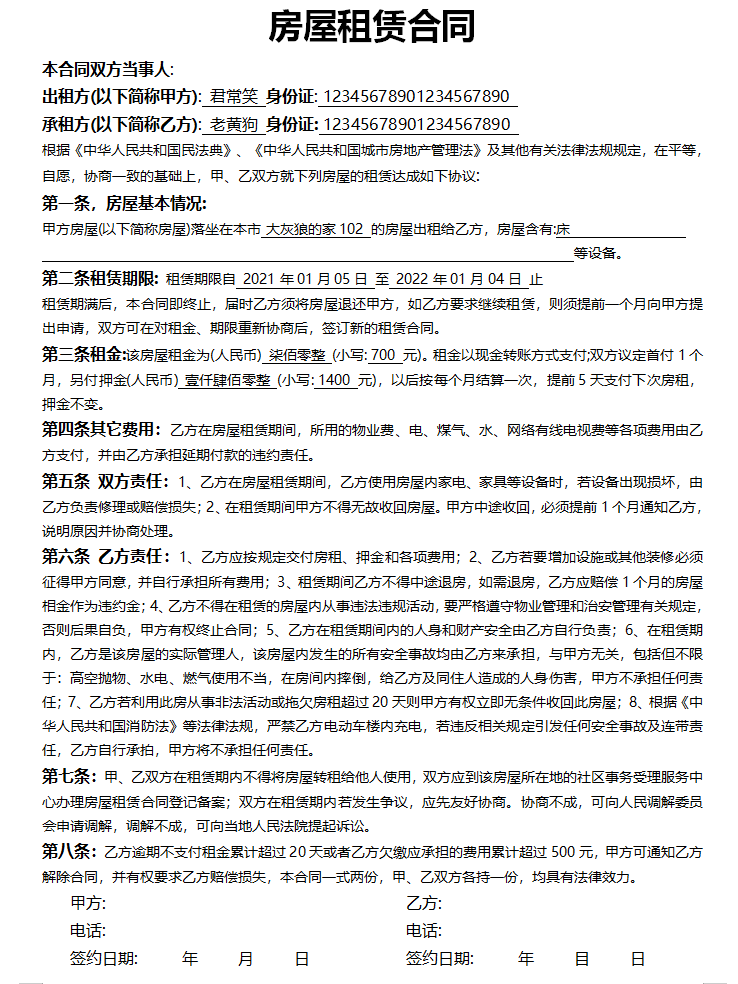 房屋租赁合同
本合同双方当事人:
出租方(以下简称甲方): 君常笑 身份证: 12345678901234567890
承租方(以下简称乙方): 老黄狗 身份证: 12345678901234567890
根据《中华人民共和国民法典》、《中华人民共和国城市房地产管理法》及其他有关法律法规规定，在平等，
自愿，协商一致的基础上，甲、乙双方就下列房屋的租赁达成如下协议:
第一条，房屋基本情况:
甲方房屋(以下简称房屋)落坐在本市 大灰狼的家 102 的房屋出租给乙方，房屋含有:床
等设备。
第二条租赁期限: 租赁期限自 2021 年 01 月 05 日 至 2022 年 01 月 04 日 止
租赁期满后，本合同即终止，届时乙方须将房屋退还甲方，如乙方要求继续租赁，则须提前一个月向甲方提
出申请，双方可在对租金、期限重新协商后，签订新的租赁合同。
第三条租金:该房屋租金为(人民币) 柒佰零整 (小写: 700 元)。租金以现金转账方式支付;双方议定首付 1 个
月，另付押金(人民币) 壹仟肆佰零整 (小写: 1400 元)，以后按每个月结算一次，提前 5 天支付下次房租，
押金不变。
第四条其它费用：乙方在房屋租赁期间，所用的物业费、电、煤气、水、网络有线电视费等各项费用由乙
方支付，并由乙方承担延期付款的违约责任。
第五条 双方责任：1、乙方在房屋租赁期间，乙方使用房屋内家电、家具等设备时，若设备出现损坏，由
乙方负责修理或赔偿损失；2、在租赁期间甲方不得无故收回房屋。甲方中途收回，必须提前 1 个月通知乙方，
说明原因并协商处理。
第六条 乙方责任：1、乙方应按规定交付房租、押金和各项费用；2、乙方若要增加设施或其他装修必须
征得甲方同意，并自行承担所有费用；3、租赁期间乙方不得中途退房，如需退房，乙方应赔偿 1 个月的房屋
相金作为违约金；4、乙方不得在租赁的房屋内从事违法违规活动，要严格遵守物业管理和治安管理有关规定，
否则后果自负，甲方有权终止合同；5、乙方在租赁期间内的人身和财产安全由乙方自行负责；6、在租赁期
内，乙方是该房屋的实际管理人，该房屋内发生的所有安全事故均由乙方来承担，与甲方无关，包括但不限
于：高空抛物、水电、燃气使用不当，在房间内摔倒，给乙方及同住人造成的人身伤害，甲方不承担任何责
任；7、乙方若利用此房从事非法活动或拖欠房租超过 20 天则甲方有权立即无条件收回此房屋；8、根据《中
华人民共和国消防法》等法律法规，严禁乙方电动车楼内充电，若违反相关规定引发任何安全事故及连带责
任，乙方自行承拍，甲方将不承担任何责任。
第七条：甲、乙双方在租赁期内不得将房屋转租给他人使用，双方应到该房屋所在地的社区事务受理服务中
心办理房屋租赁合同登记备案；双方在租赁期内若发生争议，应先友好协商。协商不成，可向人民调解委员
会申请调解，调解不成，可向当地人民法院提起诉讼。
第八条：乙方逾期不支付租金累计超过 20 天或者乙方欠缴应承担的费用累计超过 500 元，甲方可通知乙方
解除合同，并有权要求乙方赔偿损失，本合同一式两份，甲、乙双方各持一份，均具有法律效力。
甲方: 乙方:
电话: 电话:
签约日期: 年 月 日 签约日期: 年 目 日